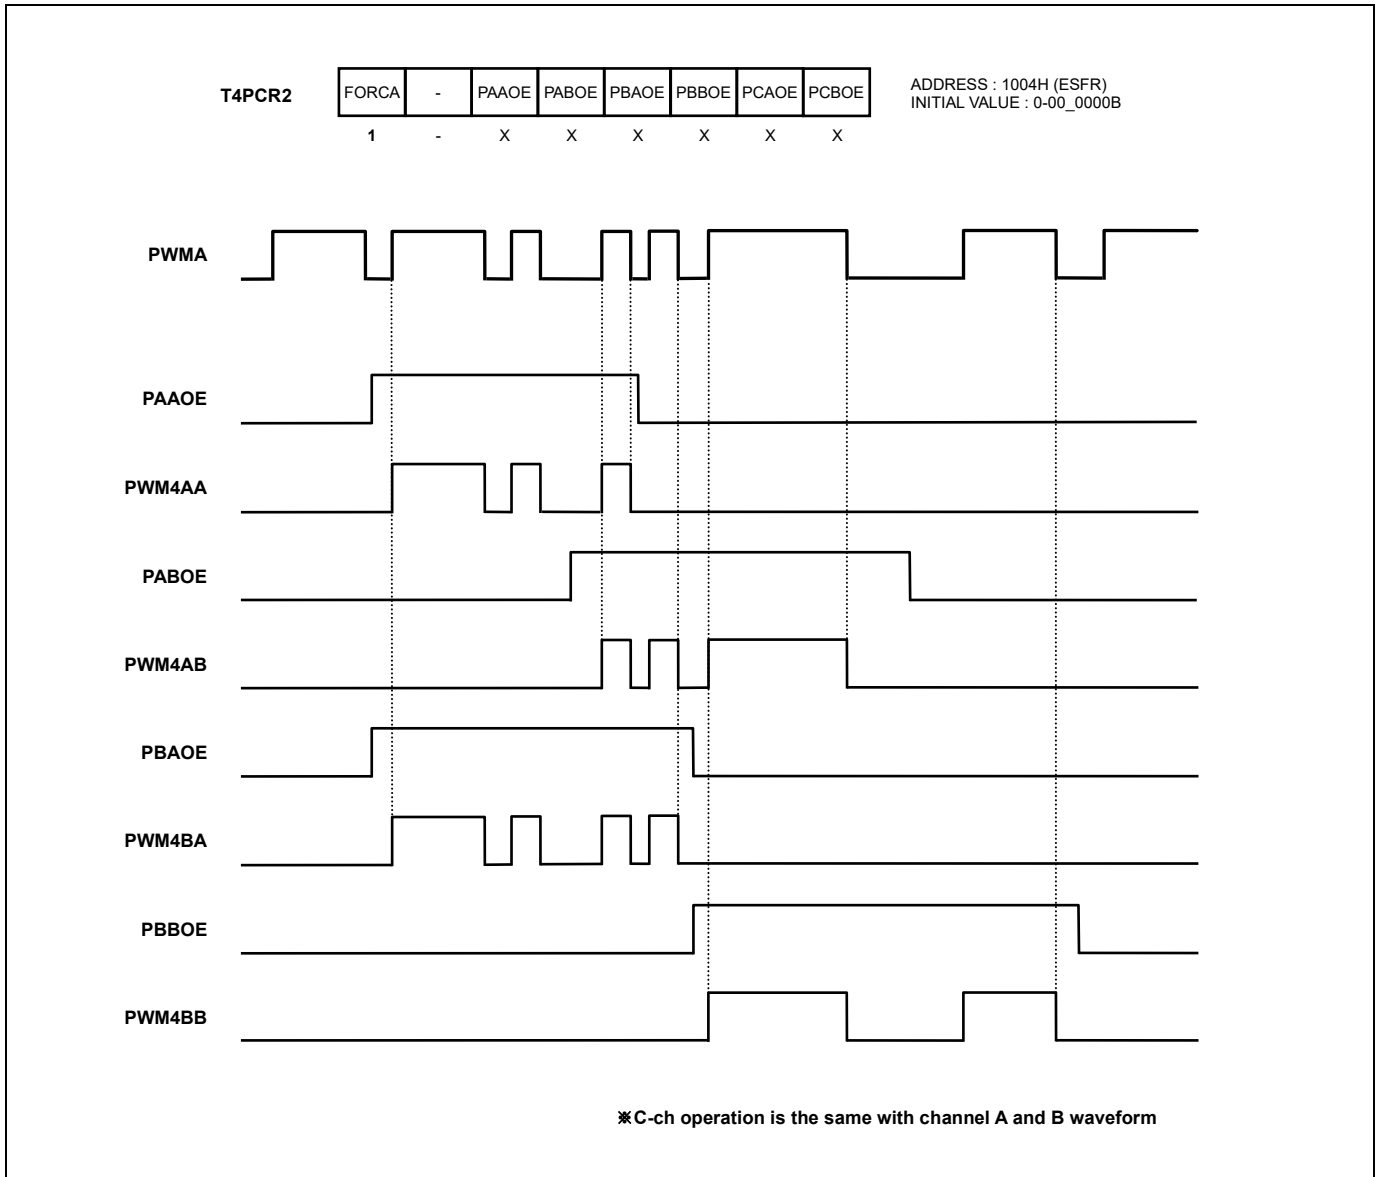 T4PCR2 FORCA - PAAOE PABOE PBAOE PBBOE PCAOE PCBOE ADDRESS : 1004H (ESFR)
INITIAL VALUE : 0-00_0000B
1 - X X X X X X
PWMA
PAAOE
PWM4AA
PABOE
PWM4AB
PBAOE
PWM4BA
PBBOE
PWM4BB
※C-ch operation is the same with channel A and B waveform